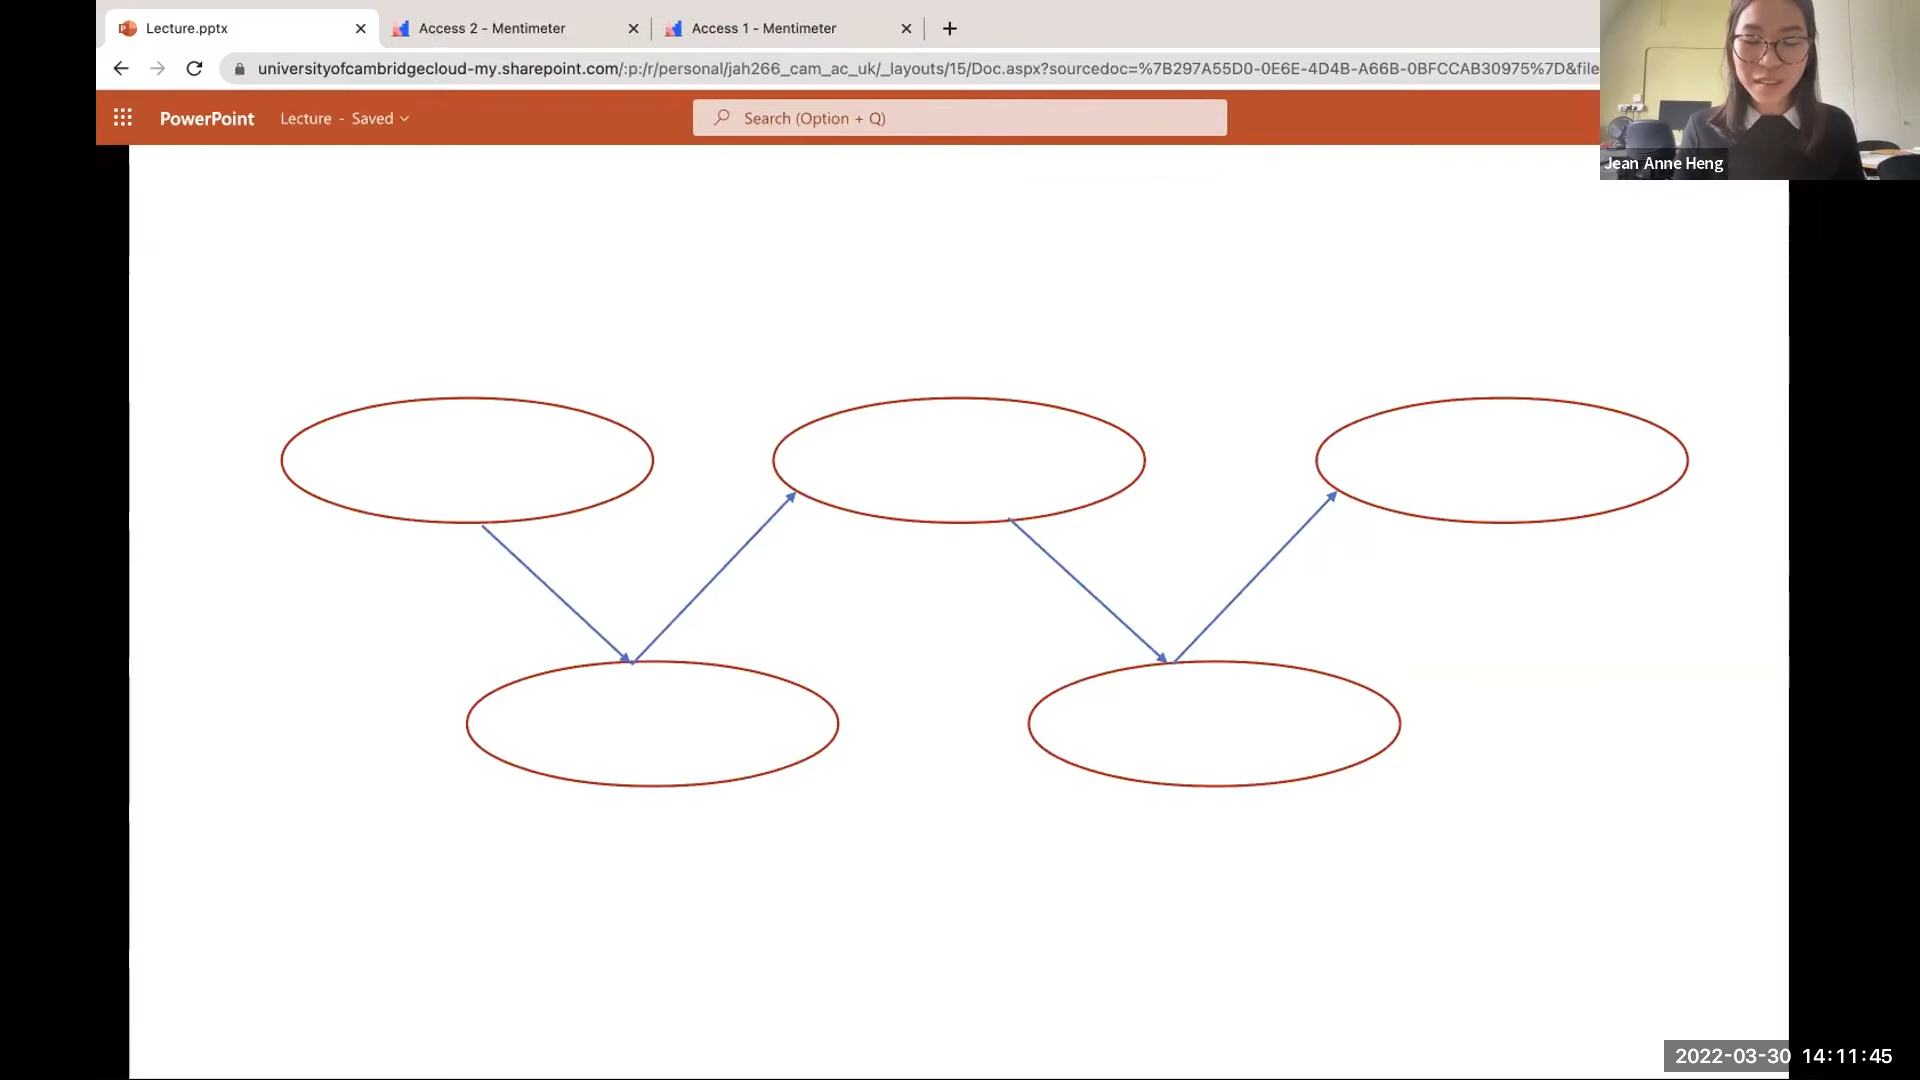 Lecture.pptx
Access 2 - Mentimeter
Access 1 - Mentimeter
universityofcambridgecloud-my.sharepoint.com/:p:/r/personal/jah266_cam_ac_uk/_layouts/15/Doc.aspx?sourcedoc=%7B297A55D0-0E6E-4D4B-A66B-0BFCCAB30975%7D&file
PowerPoint
Lecture - Saved
Search (Option + Q)
Jean Anne Heng
2022-03-30 14:11:45